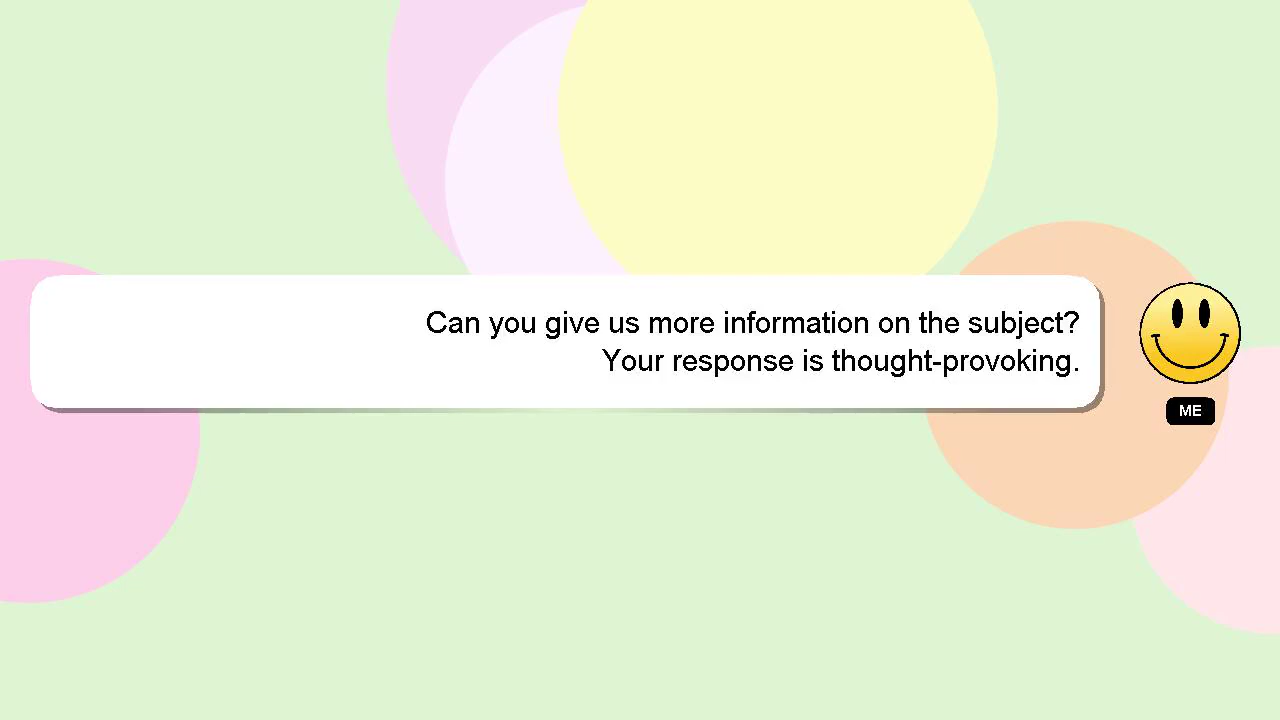 Can you give us more information on the subject?
Your response is thought-provoking.
ME